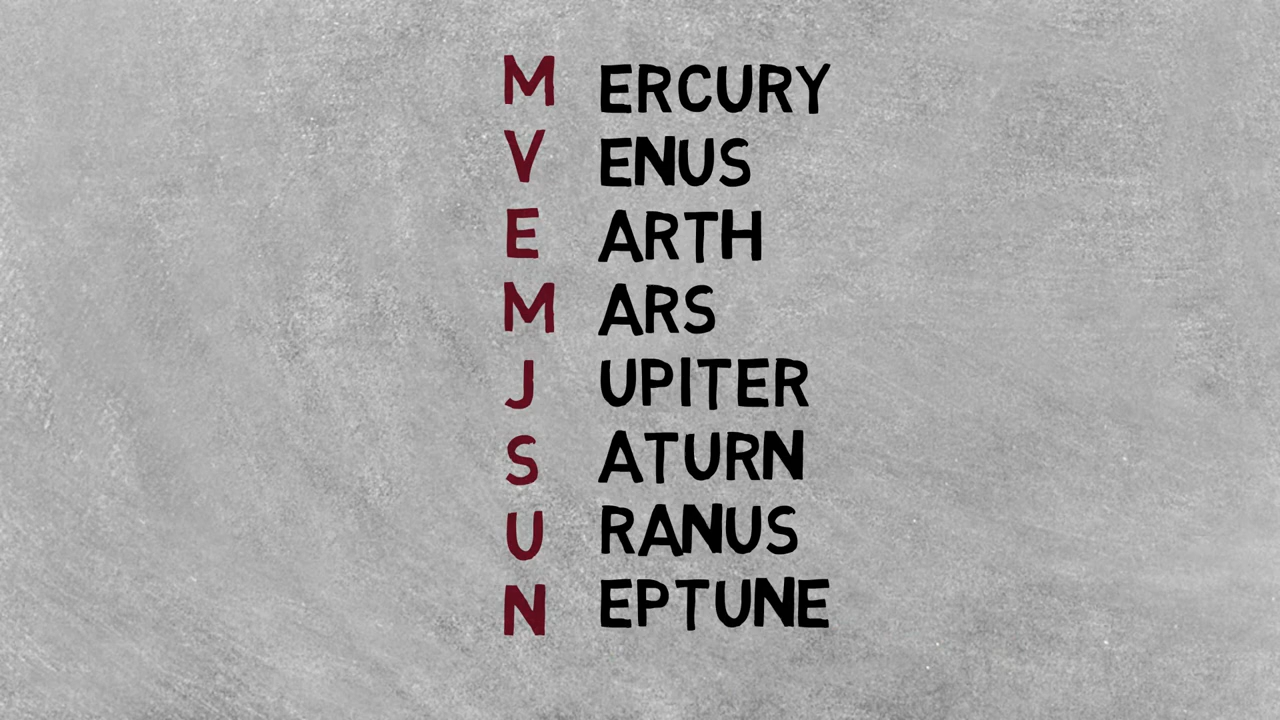 M ERCURY
V ENUS
E ARTH
M ARS
J UPITER
S ATURN
U RANUS
N EPTUNE